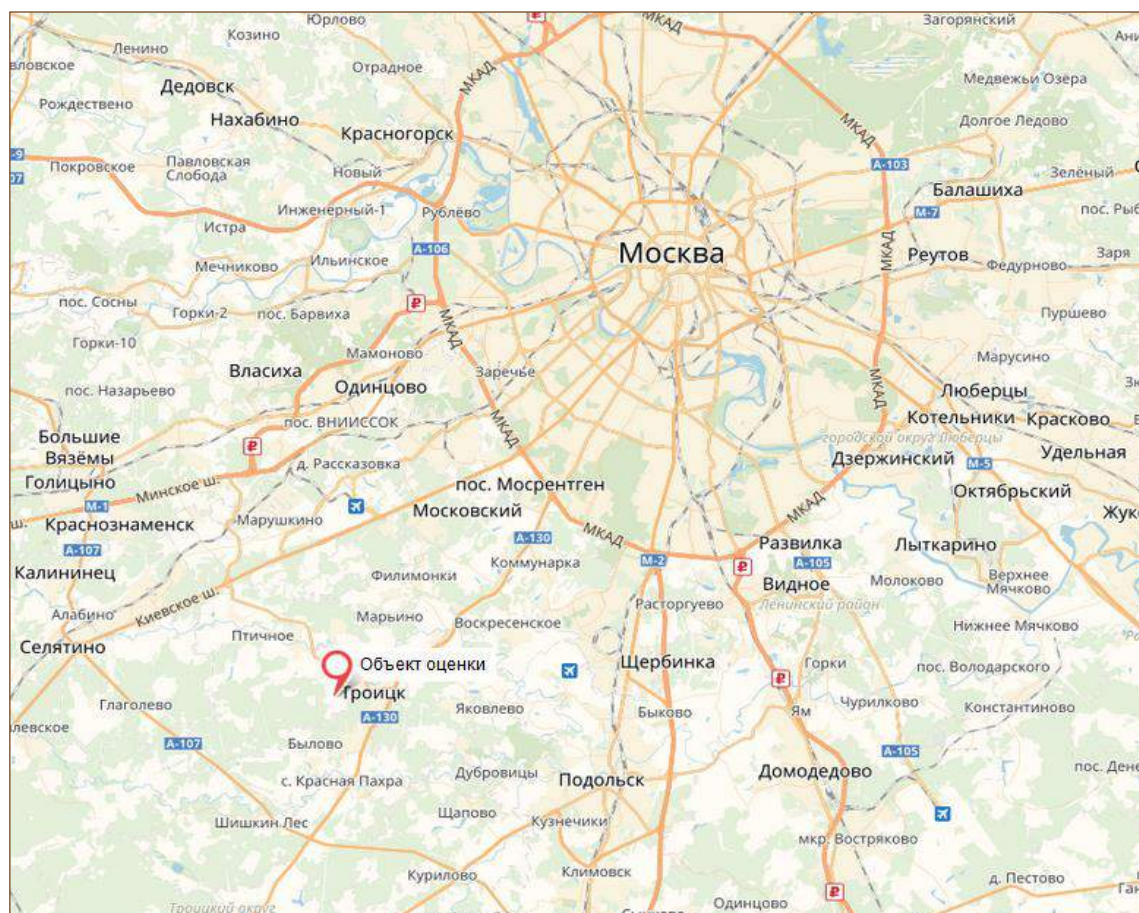 Юрлово
Загорянский
Козино
Ленино
Отрадное
МКАД
МКАД
Медвежьи Озера
Дедовск
Рождествено
Нахабино
Красногорск
МКАД
Долгое Ледово
Павловская
Слобода
Покровское
Новый
А-103
Зелёный
Балашиха
М-7
Инженерный-1
Рублёво
Истра
А-106
Москва
МКАД
Реутов
Заря
Федурново
Мечниково
Ильинское
пос. Сосны
Горки-2
пос. Барвиха
Пуршево
МКАД
Горки-10
Мамоново
Заречье
Марусино
Власиха
пос. Назарьево
Одинцово
МКАД
Люберцы
Котельники
Красково
пос. ВНИИССОК
МКАД
Большие
Вязёмы
городской округ Люберцы
Дзержинский
М-5
Удельная
д. Рассказовка
Голицыно
Минское ш.
пос. Мосрентген
Октябрьский
М-1
Московский
МКАД
Краснознаменск
Марушкино
МКАД
А-130
Развилка
Лыткарино
А-107
Коммунарка
М-2
А-105
Калининец
Филимонки
Видное
Молоково
Верхнее
Мячково
Алабино
Киевское ш.
Марьино
Расторгуево
Ленинский район
Воскресенское
Нижнее Мячково
Птичное
Селятино
Объект оценки
Щербинка
Горки
пос. Володарского
Троицк
Глаголево
Яковлево
Быково
Ям
Чурилково
Константиново
А-130
А-107
Былово
А-105
с. Красная Пахра
Дубровицы
Подольск
Домодедово
Щапово
Кузнечики
Шишкин Лес
мкр. Востряково
Курилово
Климовск
д. Пестово
Одинцово
Троицкий округ